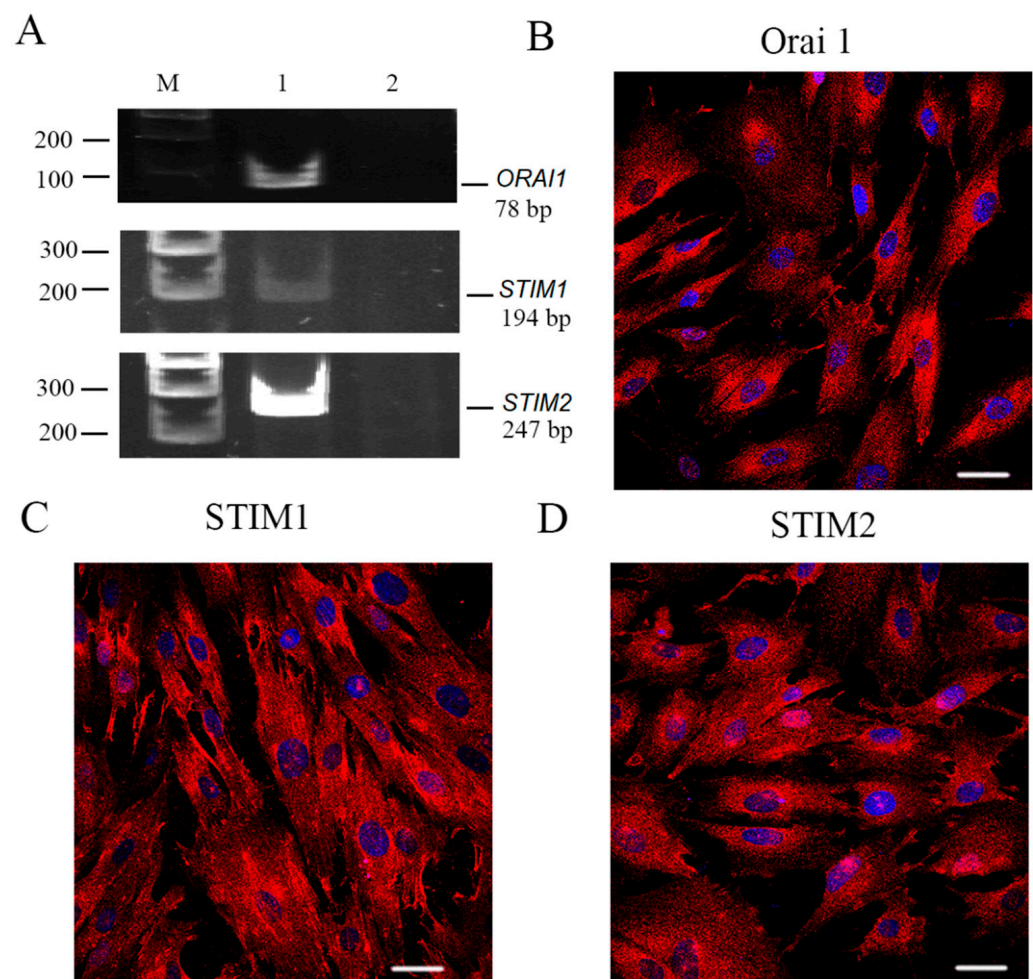 A
M 1 2
200
100
ORAI1
78 bp
300
200
STIM1
194 bp
300
200
STIM2
247 bp
B
Orai 1
C
STIM1
D
STIM2